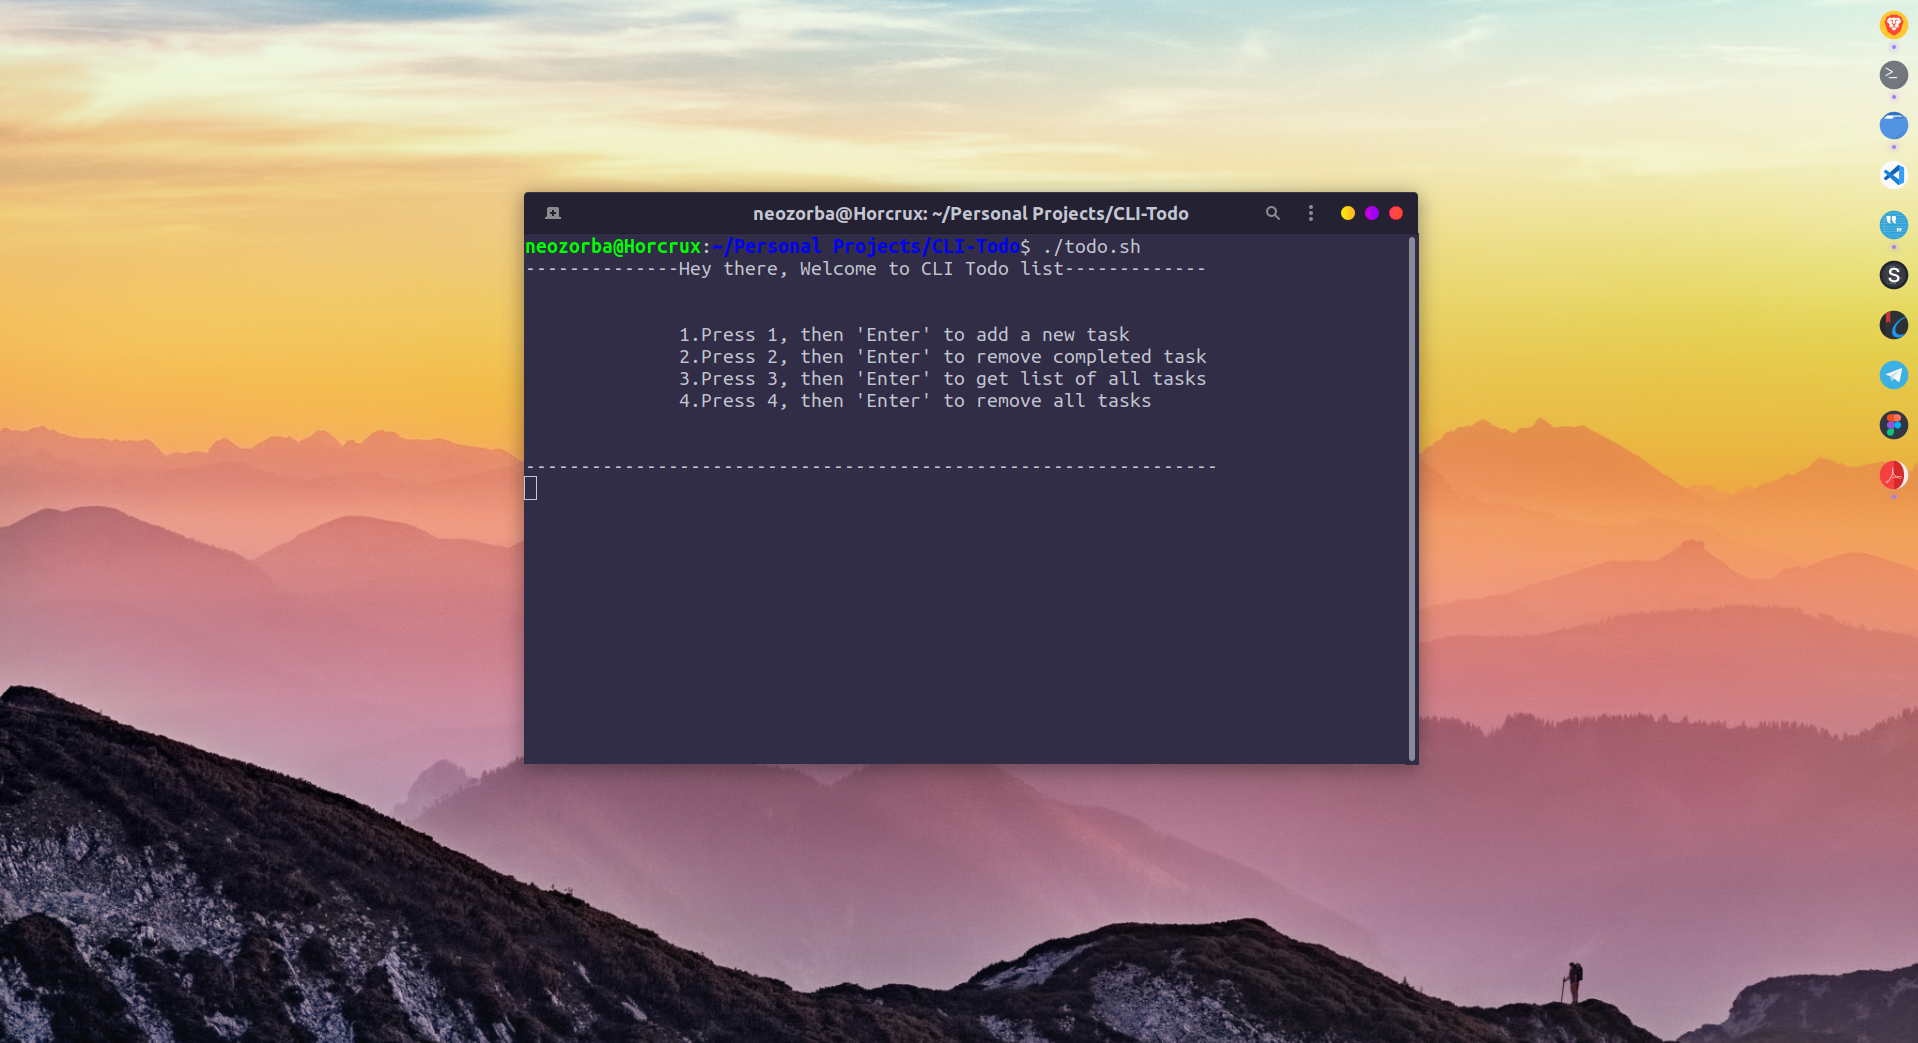 neozorba@Horcrux: ~/Personal Projects/CLI-Todo
neozorba@Horcrux:~/Personal Projects/CLI-Todo$ ./todo.sh
--------------Hey there, Welcome to CLI Todo list-------------
1.Press 1, then 'Enter' to add a new task
2.Press 2, then 'Enter' to remove completed task
3.Press 3, then 'Enter' to get list of all tasks
4.Press 4, then 'Enter' to remove all tasks
---------------------------------------------------------------
>_
S